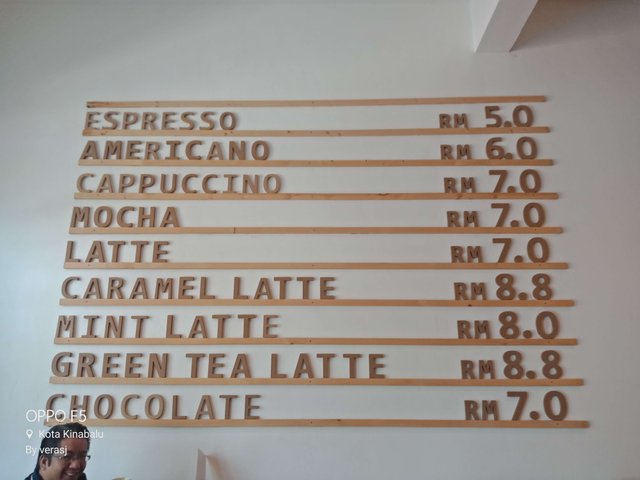 ESPRESSO RM 5.0
AMERICANO RM 6.0
CAPPUCCINO RM 7.0
MOCHA RM 7.0
LATTE RM 7.0
CARAMEL LATTE RM 8.8
MINT LATTE RM 8.0
GREEN TEA LATTE RM 8.8
CHOCOLATE RM 7.0
OPPO F5
Kota Kinabalu
By verasj